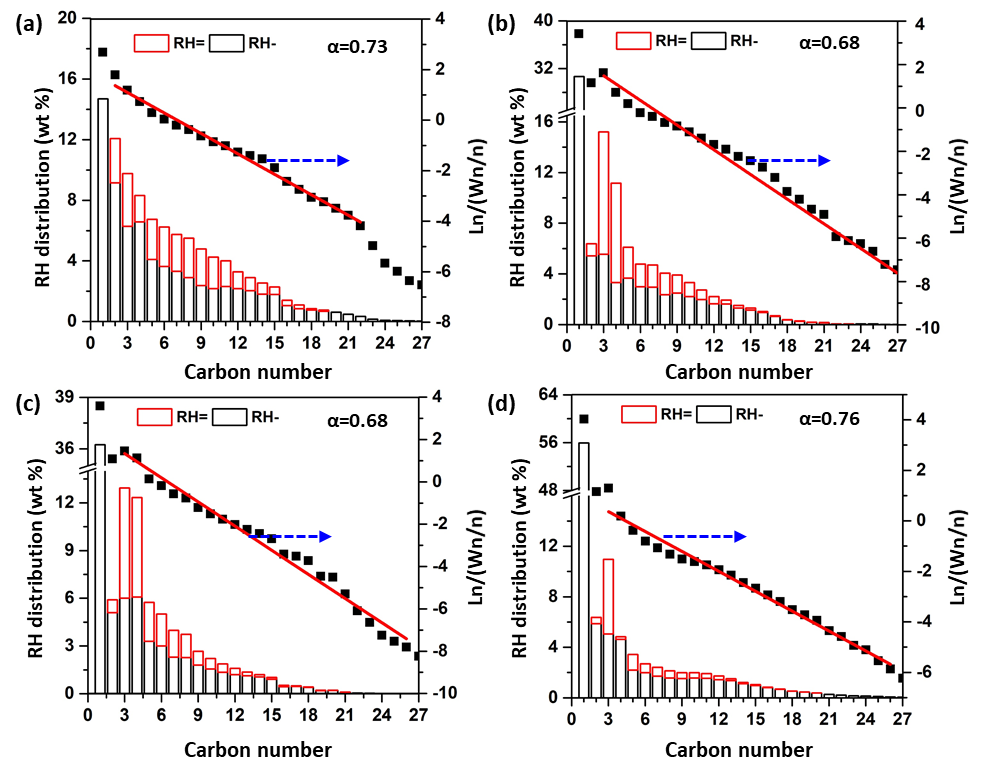 (a)
RH= RH- α=0.73
RH distribution (wt %)
20
16
12
8
4
0
4
2
0
-2
-4
-6
-8
Ln/(Wn/n)
0 3 6 9 12 15 18 21 24 27
Carbon number
(b)
RH= RH- α=0.68
RH distribution (wt %)
40
32
16
12
8
4
0
4
2
0
-2
-4
-6
-8
-10
Ln/(Wn/n)
0 3 6 9 12 15 18 21 24 27
Carbon number
(c)
RH= RH- α=0.68
RH distribution (wt %)
39
36
12
9
6
3
0
4
2
0
-2
-4
-6
-8
-10
Ln/(Wn/n)
0 3 6 9 12 15 18 21 24 27
Carbon number
(d)
RH= RH- α=0.76
RH distribution (wt %)
64
56
48
12
8
4
0
4
2
0
-2
-4
-6
Ln/(Wn/n)
0 3 6 9 12 15 18 21 24 27
Carbon number